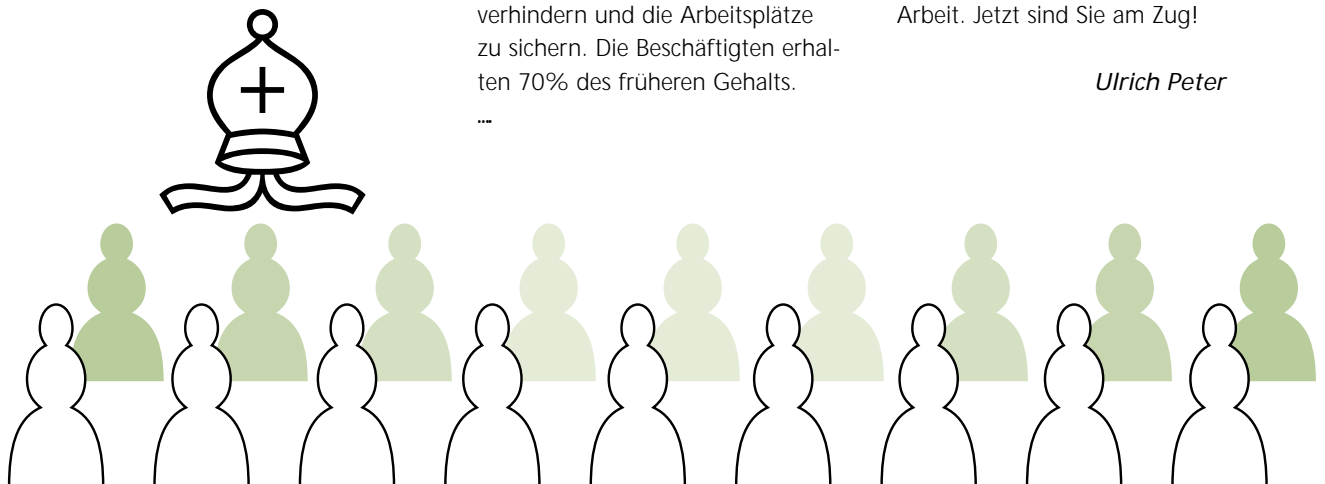 verhindern und die Arbeitsplätze
zu sichern. Die Beschäftigten erhal-
ten 70% des früheren Gehalts.
....
Arbeit. Jetzt sind Sie am Zug!
Ulrich Peter